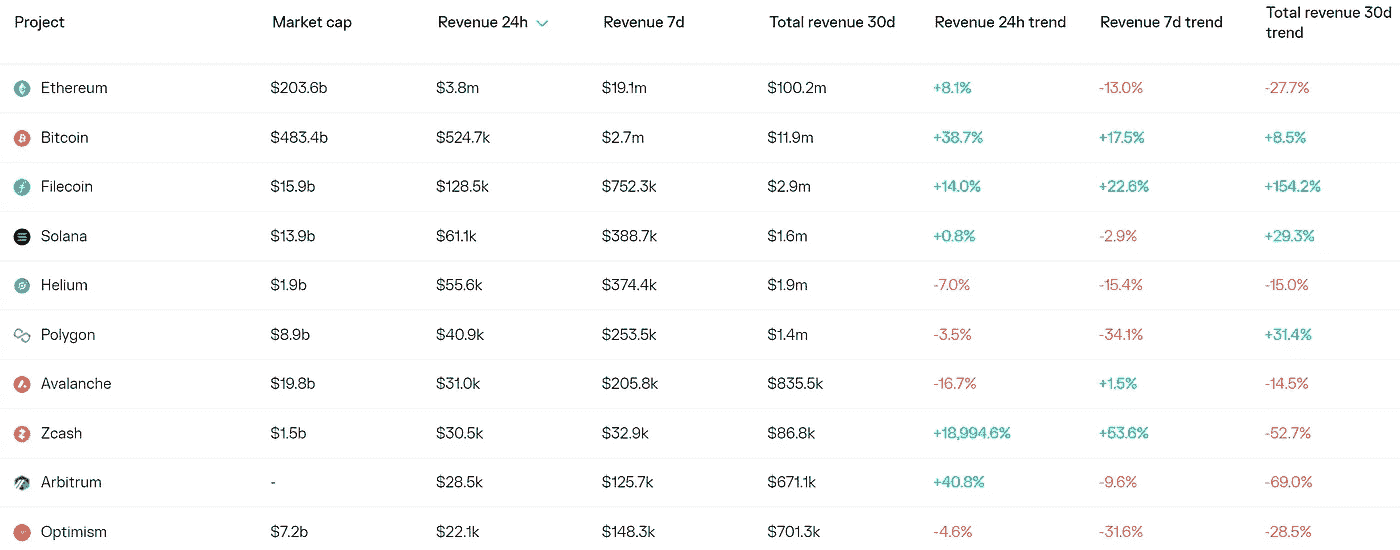 Project Market cap Revenue 24h Revenue 7d Total revenue 30d Revenue 24h trend Revenue 7d trend Total revenue 30d trend
Ethereum $203.6b $3.8m $19.1m $100.2m +8.1% -13.0% -27.7%
Bitcoin $483.4b $524.7k $2.7m $11.9m +38.7% +17.5% +8.5%
Filecoin $15.9b $128.5k $752.3k $2.9m +14.0% +22.6% +154.2%
Solana $13.9b $61.1k $388.7k $1.6m +0.8% -2.9% +29.3%
Helium $1.9b $55.6k $374.4k $1.9m -7.0% -15.4% -15.0%
Polygon $8.9b $40.9k $253.5k $1.4m -3.5% -34.1% +31.4%
Avalanche $19.8b $31.0k $205.8k $835.5k -16.7% +1.5% -14.5%
Zcash $1.5b $30.5k $32.9k $86.8k +18,994.6% +53.6% -52.7%
Arbitrum - $28.5k $125.7k $671.1k +40.8% -9.6% -69.0%
Optimism $7.2b $22.1k $148.3k $701.3k -4.6% -31.6% -28.5%